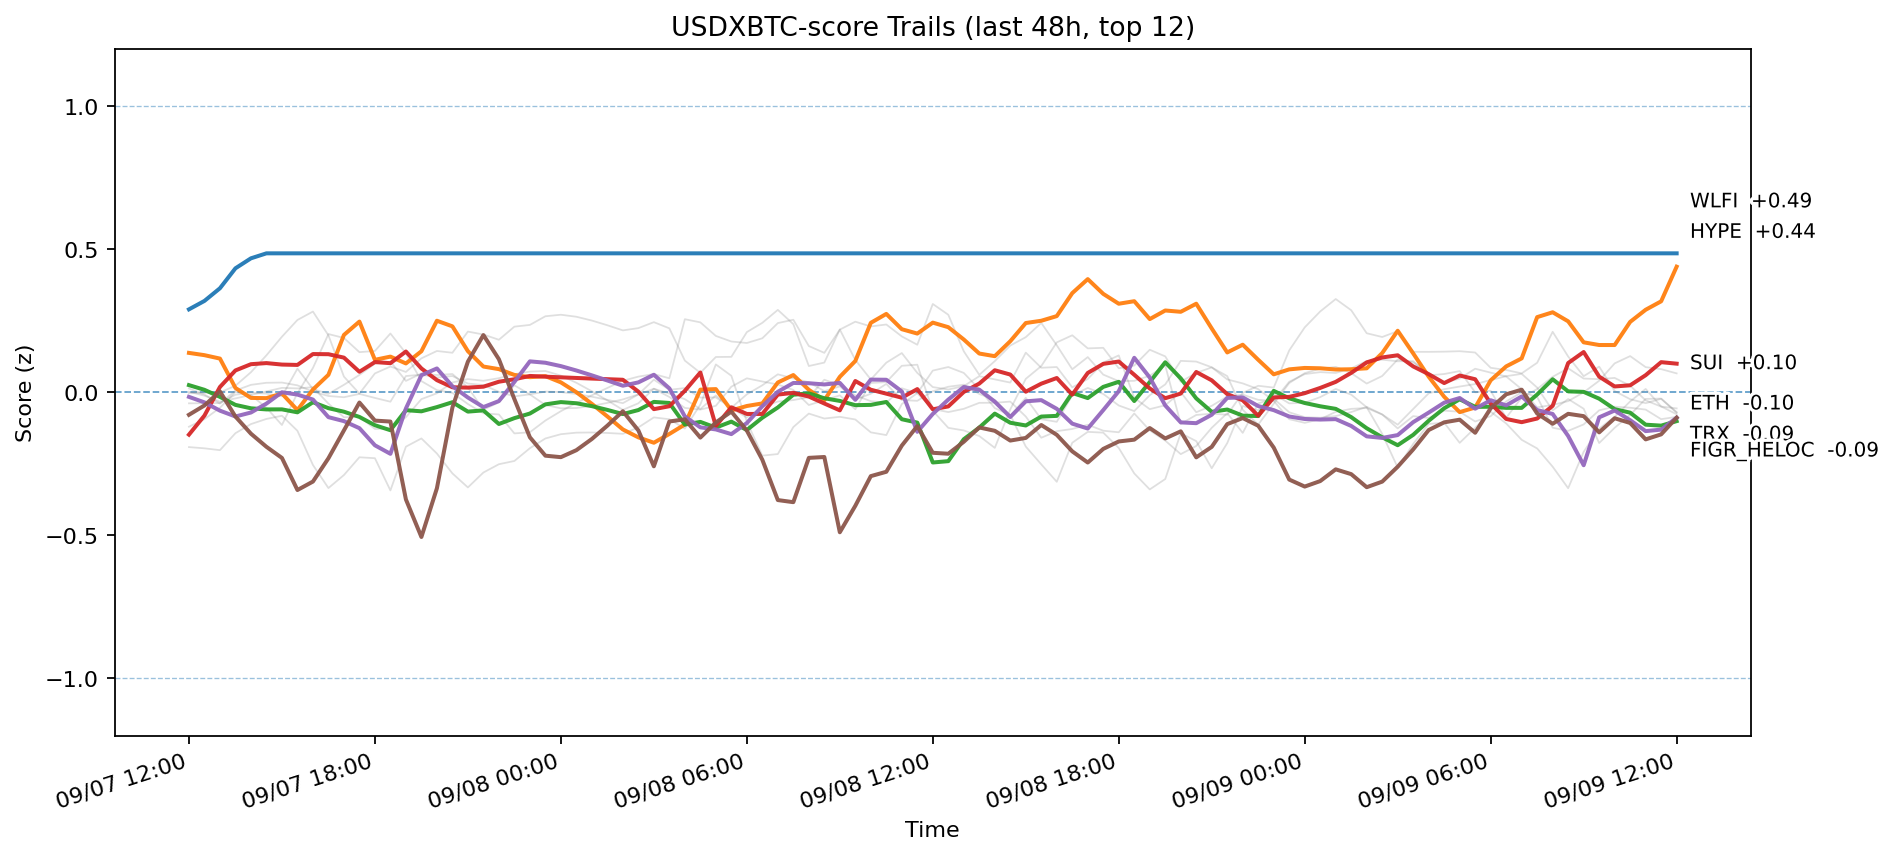 USDXBTC-score Trails (last 48h, top 12)
1.0
0.5
0.0
−0.5
−1.0
Score (z)
WLFI +0.49
HYPE +0.44
SUI +0.10
ETH -0.10
TRX -0.09
FIGR_HELOC -0.09
09/07 12:00
09/07 18:00
09/08 00:00
09/08 06:00
09/08 12:00
09/08 18:00
09/09 00:00
09/09 06:00
09/09 12:00
Time